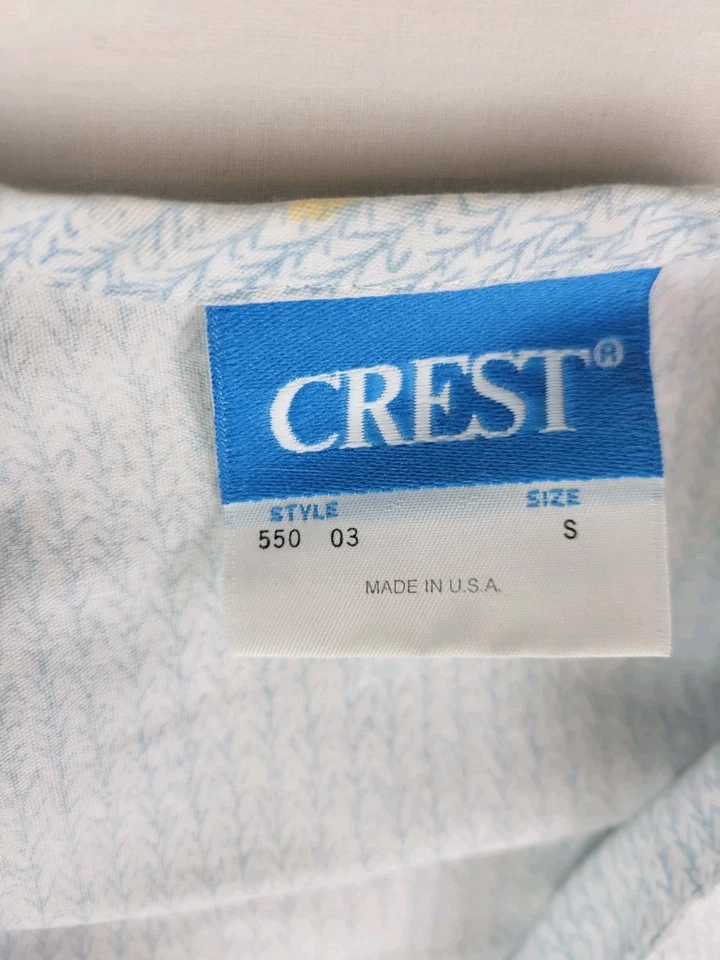 CREST®
STYLE SIZE
550 03 S
MADE IN U.S.A.